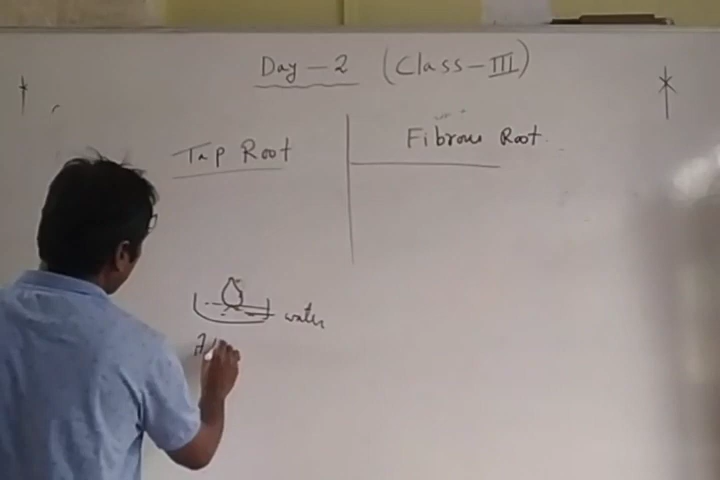 Day - 2 (Class - III)
Tap Root
Fibrous Root
water